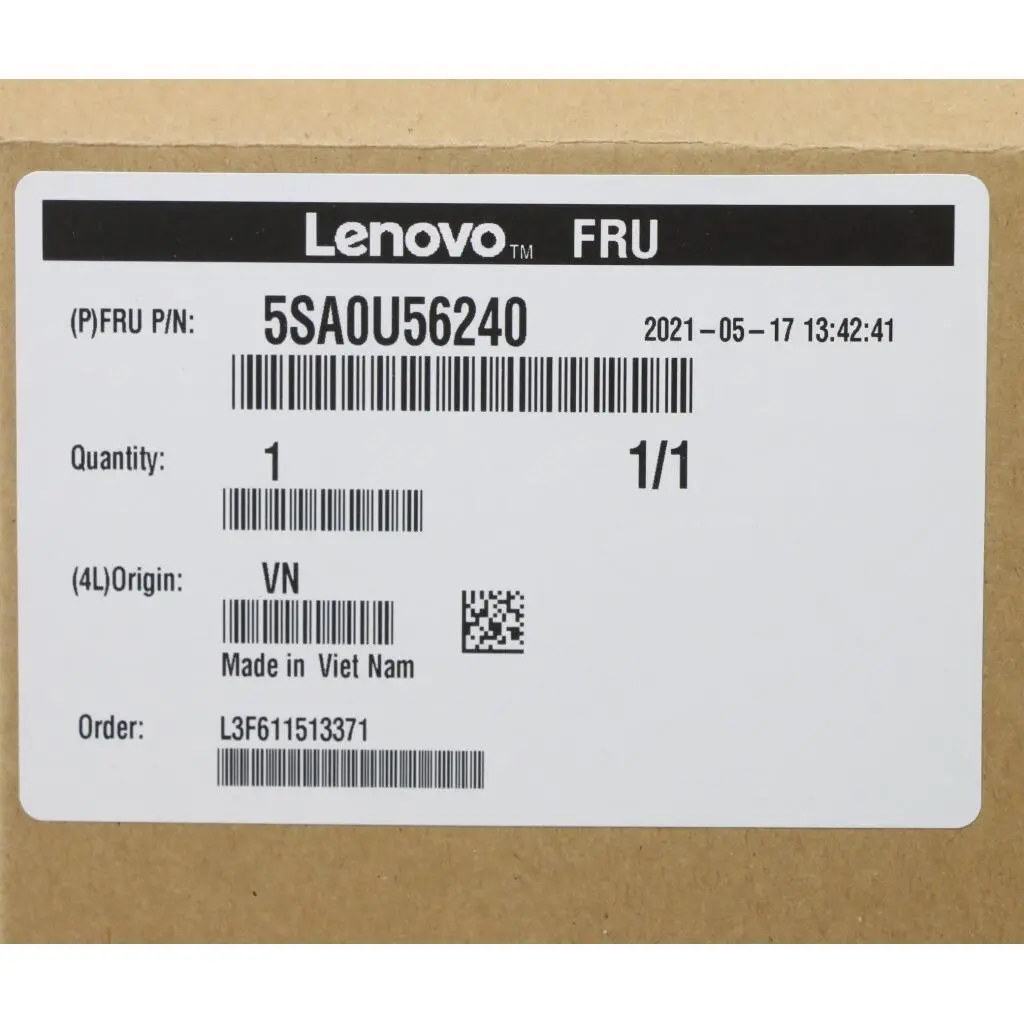 Lenovo™ FRU
(P)FRU P/N: 5SA0U56240 2021-05-17 13:42:41
Quantity: 1 1/1
(4L)Origin: VN
Made in Viet Nam
Order: L3F611513371